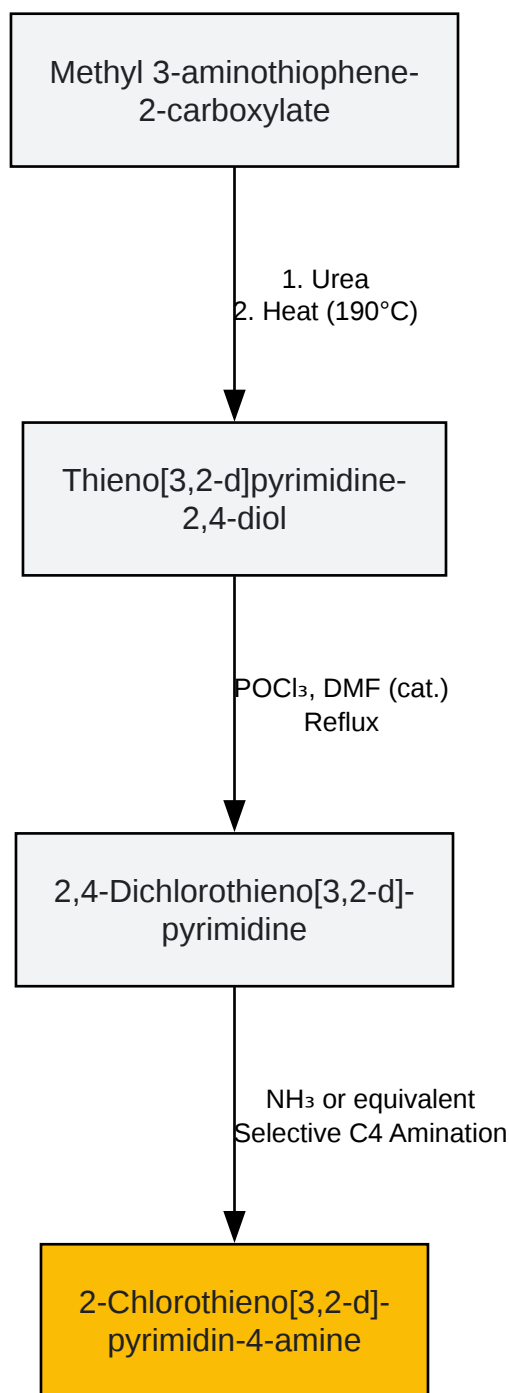 Methyl 3-aminothiophene-
2-carboxylate
1. Urea
2. Heat (190°C)
Thieno[3,2-d]pyrimidine-
2,4-diol
POCl₃, DMF (cat.)
Reflux
2,4-Dichlorothieno[3,2-d]-
pyrimidine
NH₃ or equivalent
Selective C4 Amination
2-Chlorothieno[3,2-d]-
pyrimidin-4-amine